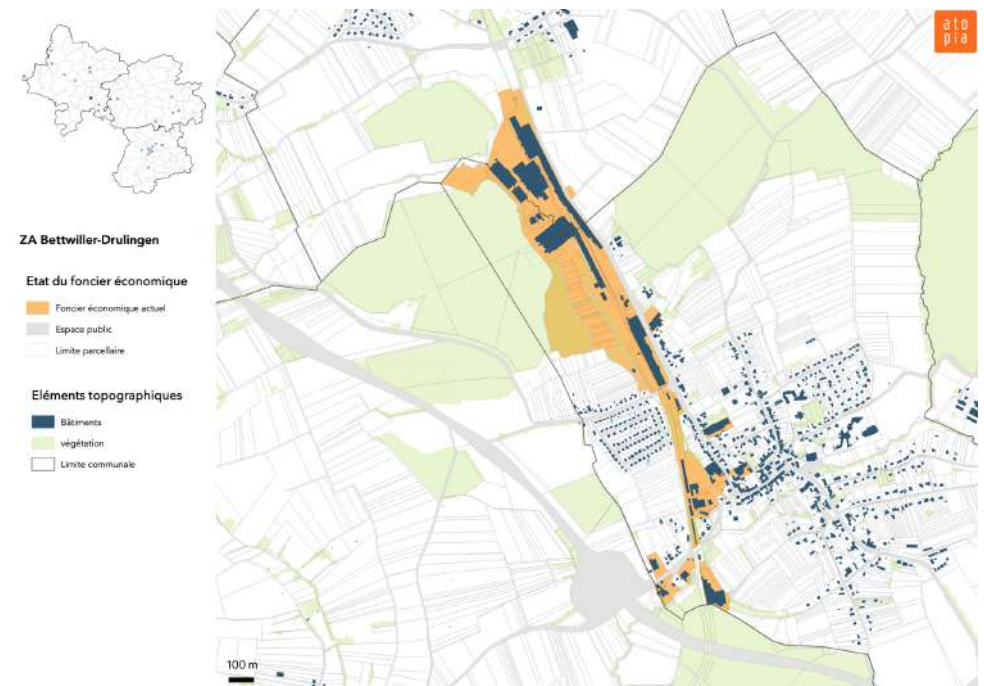 ato
pia
ZA Bettwiller-Drulingen
Etat du foncier économique
Foncier économique actuel
Espace public
Limite parcellaire
Eléments topographiques
Bâtiments
végétation
Limite communale
100 m